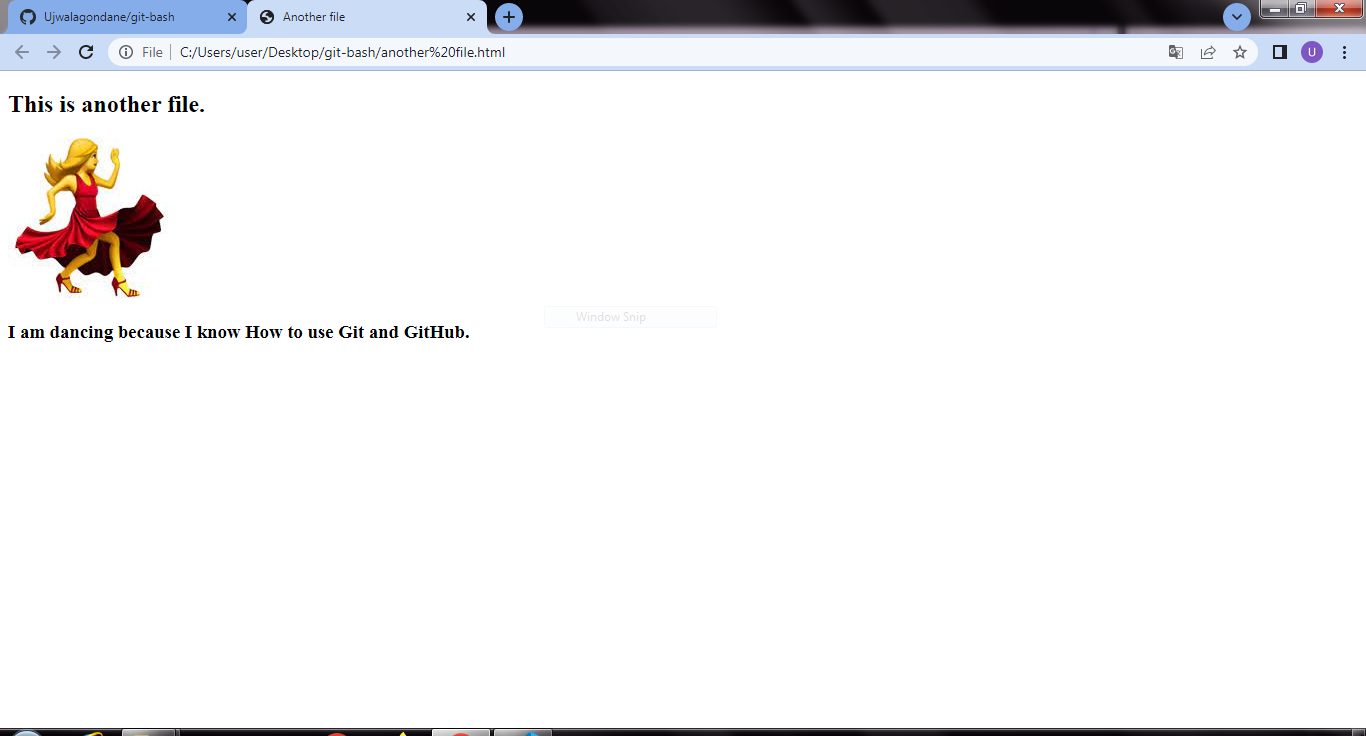 Ujwalagondane/git-bash
Another file
File
C:/Users/user/Desktop/git-bash/another%20file.html
U
This is another file.
Window Snip
I am dancing because I know How to use Git and GitHub.